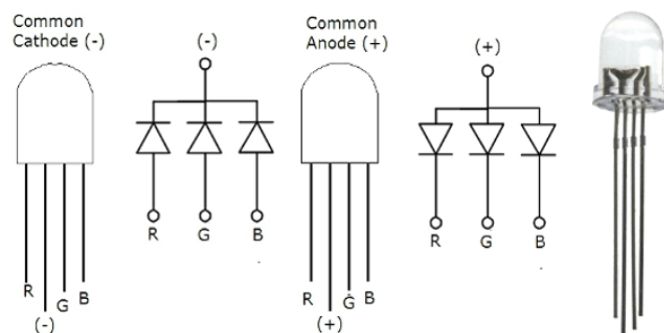 Common
Cathode (-)
R
(-)
G
B
(-)
R
G
B
Common
Anode (+)
R
(+)
G
B
(+)
R
G
B